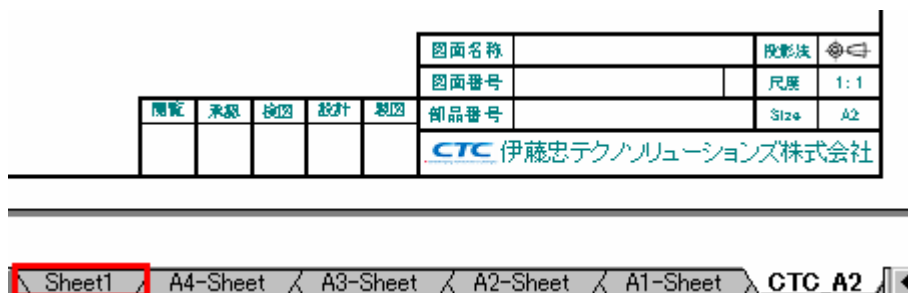 図面名称 投影法
図面番号 尺度 1:1
閲覧 承認 検図 設計 製図 部品番号 Size A2
CTC 伊藤忠テクノソリューションズ株式会社
Sheet1 A4-Sheet A3-Sheet A2-Sheet A1-Sheet CTC A2